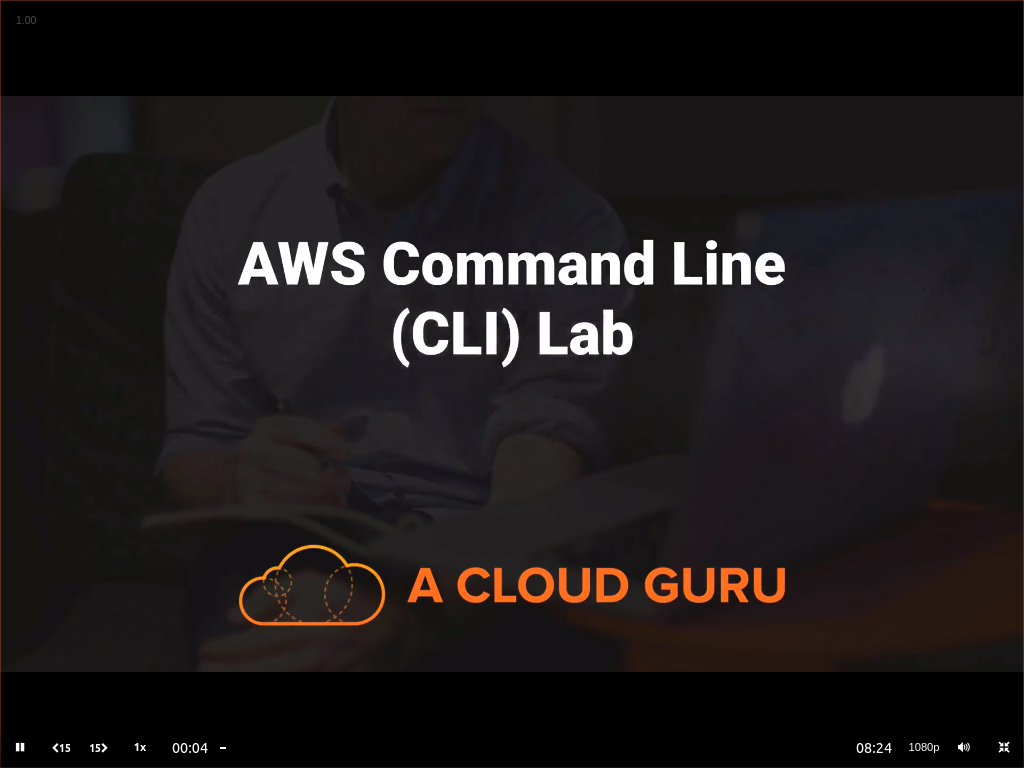 1.00
AWS Command Line
(CLI) Lab
A CLOUD GURU
15 15 1x 00:04 08:24 1080p